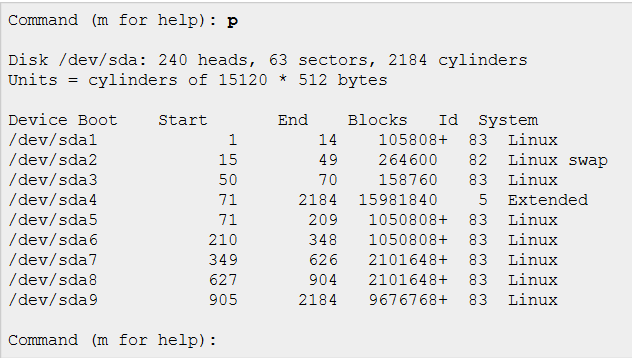 Command (m for help): p
Disk /dev/sda: 240 heads, 63 sectors, 2184 cylinders
Units = cylinders of 15120 * 512 bytes
Device Boot    Start       End    Blocks   Id  System
/dev/sda1             1        14    105808+  83  Linux
/dev/sda2            15        49    264600   82  Linux swap
/dev/sda3            50        70    158760   83  Linux
/dev/sda4            71      2184  15981840    5  Extended
/dev/sda5            71       209   1050808+  83  Linux
/dev/sda6           210       348   1050808+  83  Linux
/dev/sda7           349       626   2101648+  83  Linux
/dev/sda8           627       904   2101648+  83  Linux
/dev/sda9           905      2184   9676768+  83  Linux
Command (m for help):